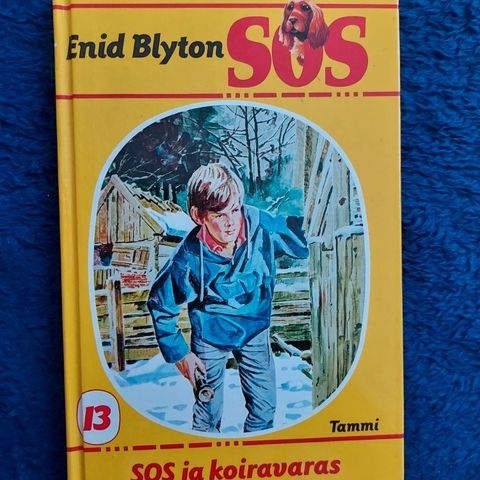 Enid Blyton SOS
13
Tammi
SOS ja koiravaras